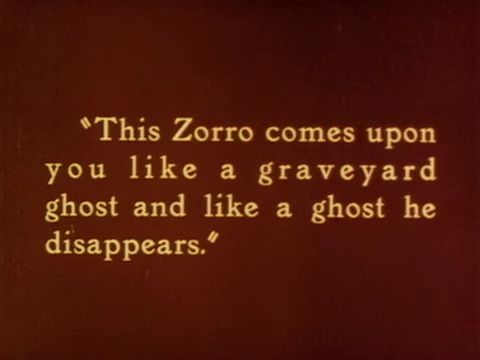 "This Zorro comes upon
you like a graveyard
ghost and like a ghost he
disappears."